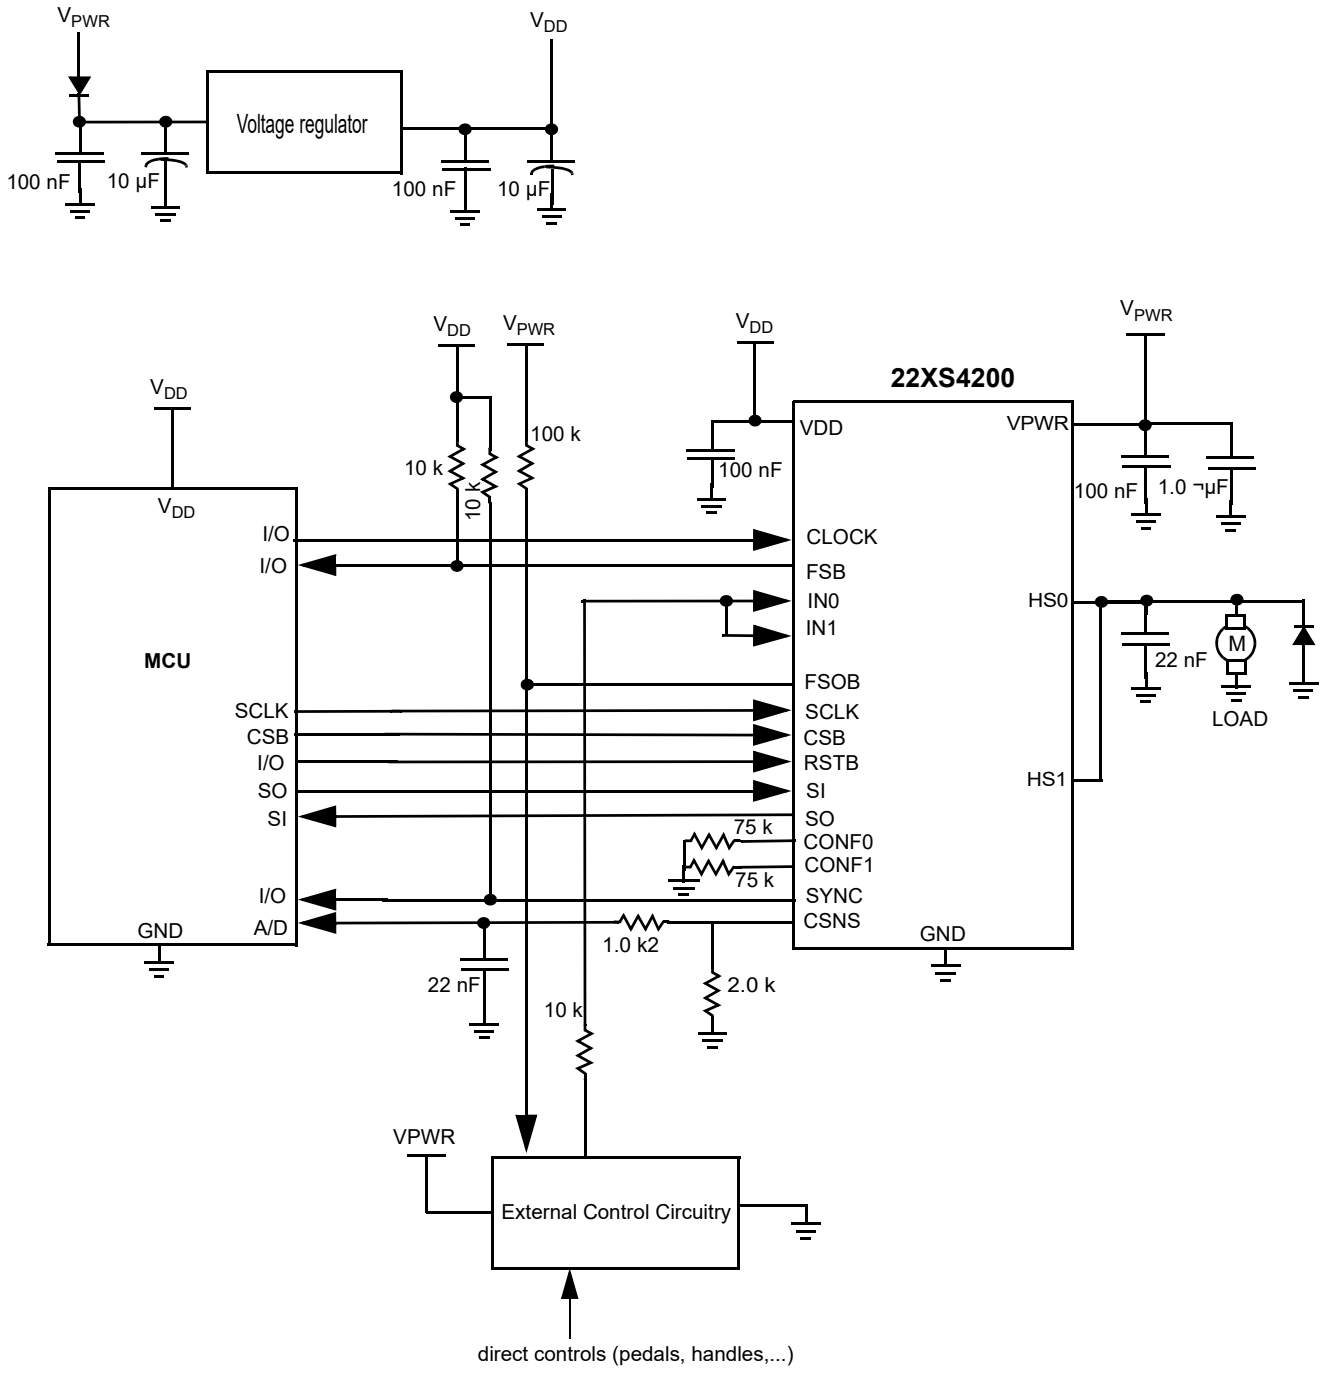 VPWR
VDD
Voltage regulator
100 nF
10 µF
100 nF
10 µF
VDD
VPWR
VDD
VPWR
22XS4200
VDD
VDD
100 k
10 k
10 k
VDD
100 nF
VPWR
100 nF
1.0 ¬µF
I/O
CLOCK
I/O
FSB
IN0
HS0
IN1
MCU
M
22 nF
LOAD
FSOB
SCLK
SCLK
CSB
CSB
I/O
RSTB
HS1
SO
SI
SI
SO
75 k
CONF0
CONF1
75 k
I/O
SYNC
A/D
CSNS
GND
GND
1.0 k2
22 nF
2.0 k
10 k
VPWR
External Control Circuitry
direct controls (pedals, handles,...)